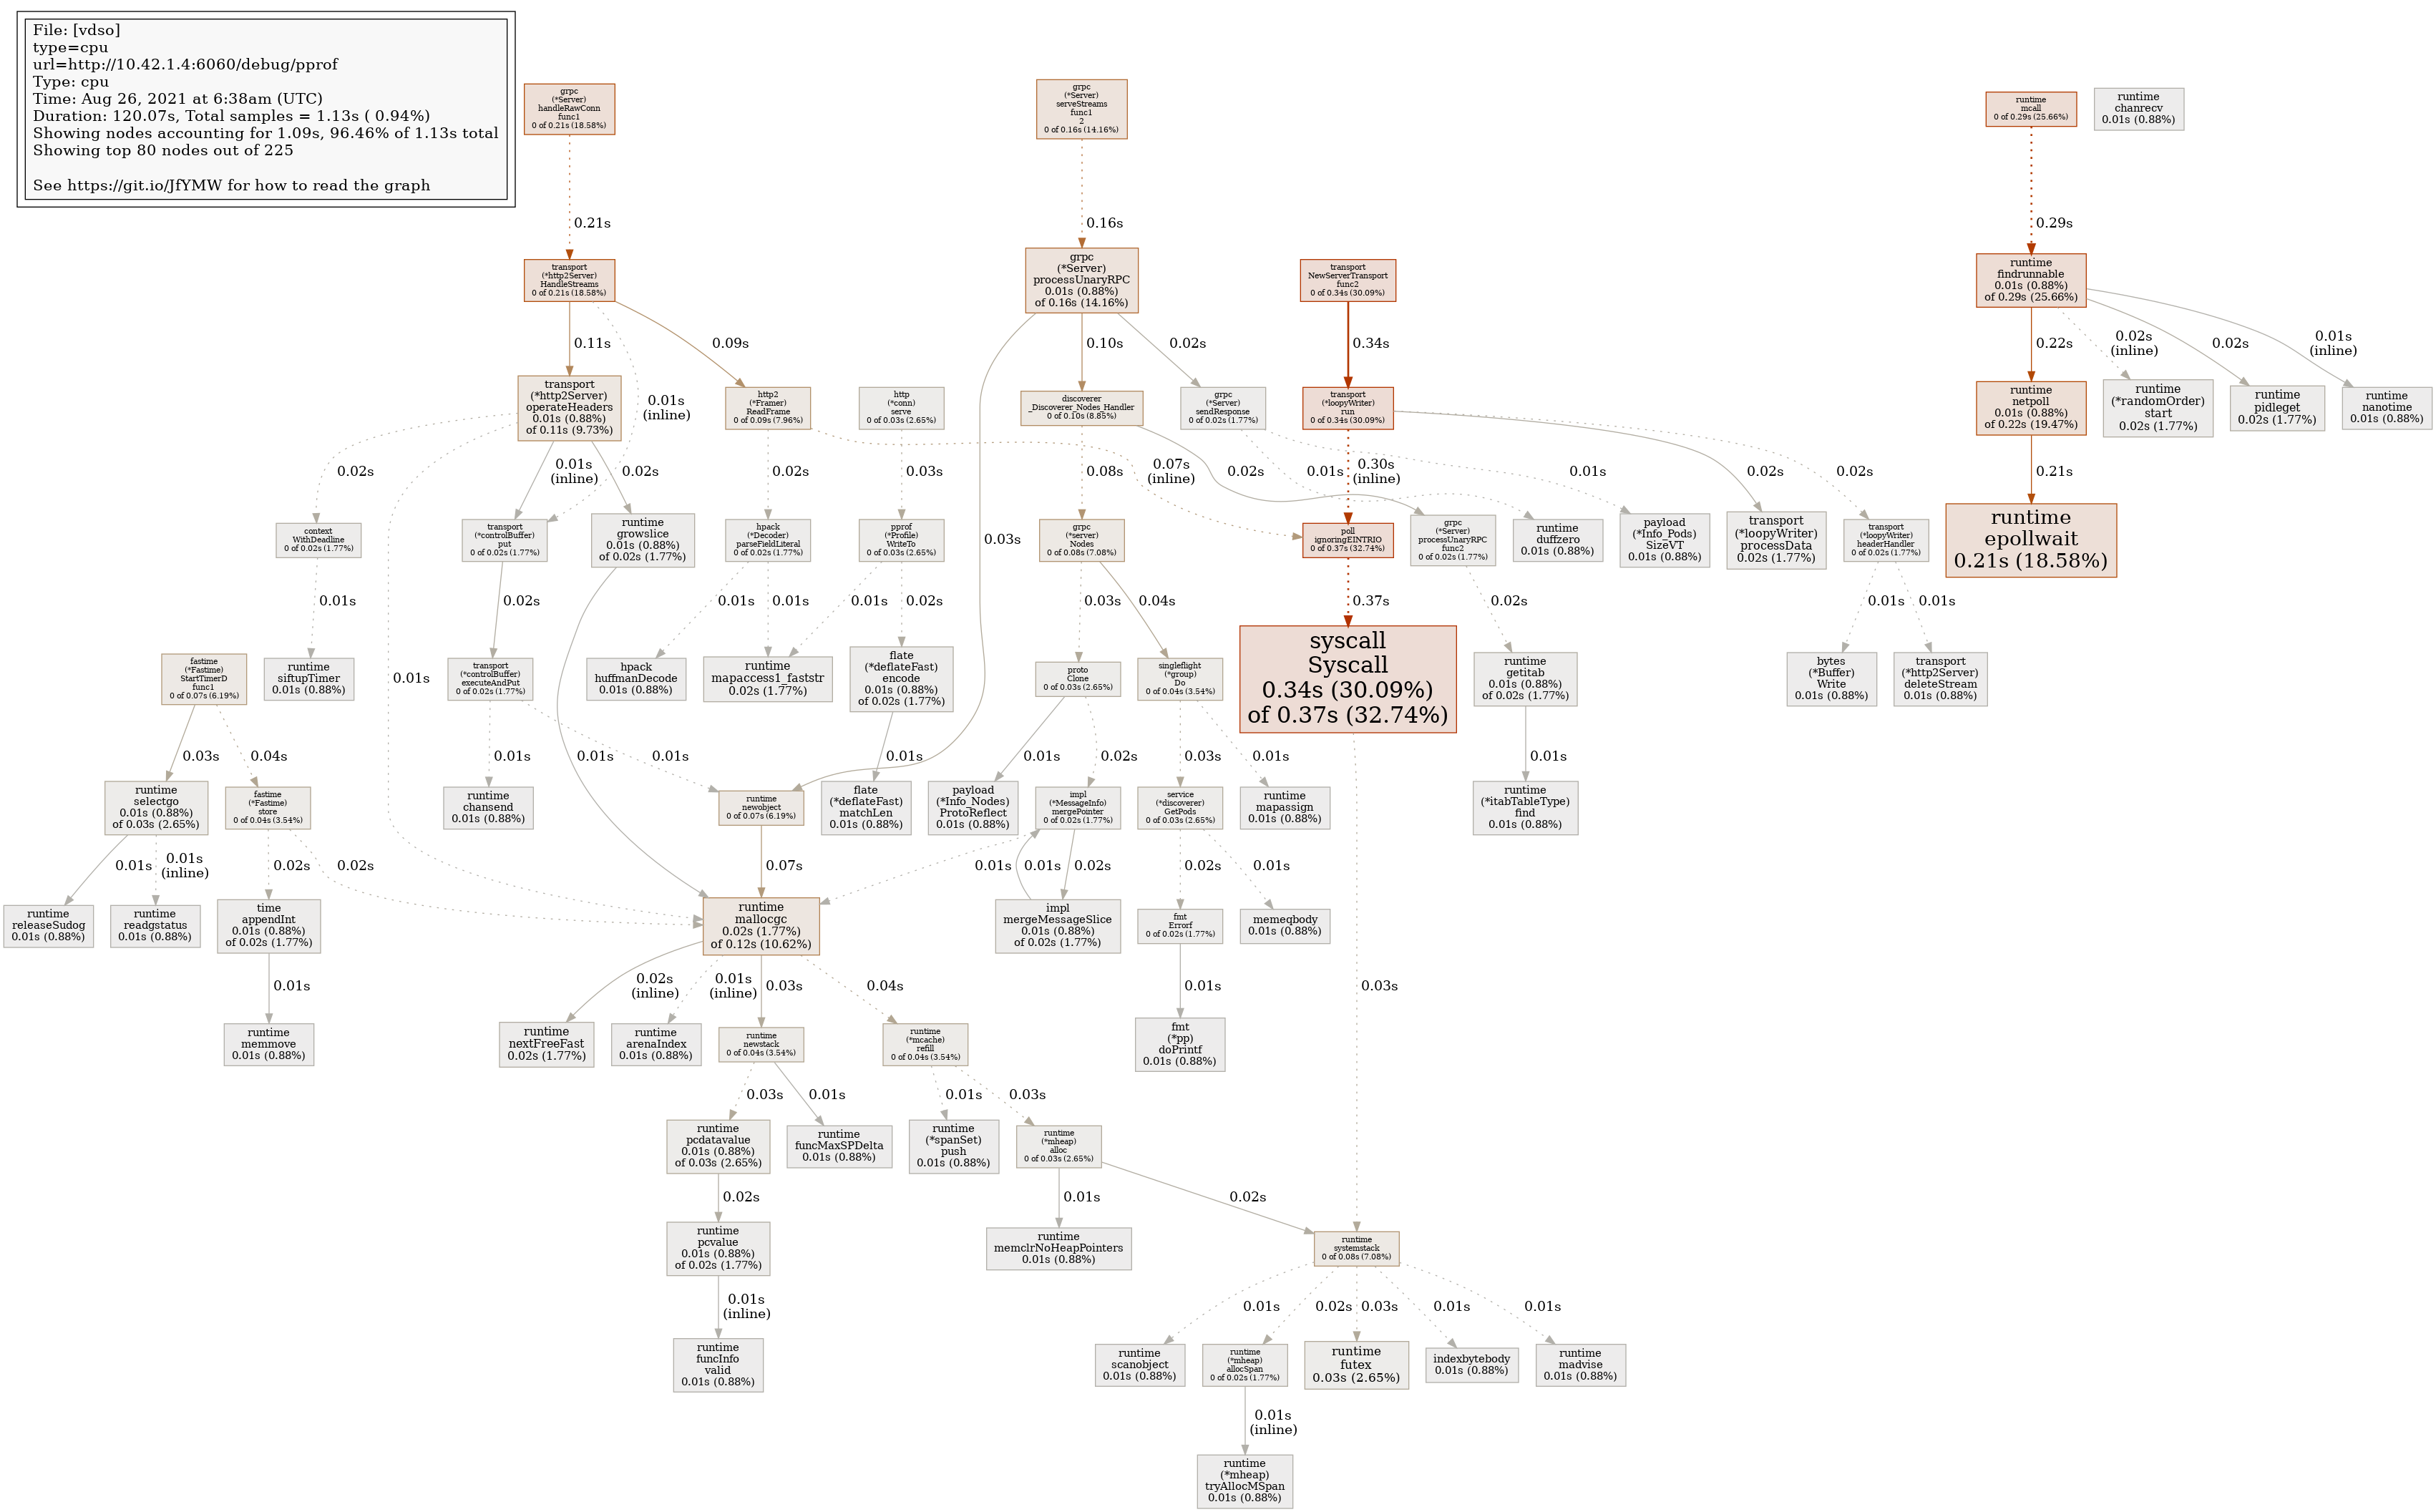 File: [vdso]
type=cpu
url=http://10.42.1.4:6060/debug/pprof
Type: cpu
Time: Aug 26, 2021 at 6:38am (UTC)
Duration: 120.07s, Total samples = 1.13s ( 0.94%)
Showing nodes accounting for 1.09s, 96.46% of 1.13s total
Showing top 80 nodes out of 225
See https://git.io/JfYMW for how to read the graph
grpc
(*Server)
handleRawConn
func1
0 of 0.21s (18.58%)
grpc
(*Server)
serveStreams
func1
2
0 of 0.16s (14.16%)
runtime
mcall
0 of 0.29s (25.66%)
runtime
chanrecv
0.01s (0.88%)
0.21s
0.16s
0.29s
transport
(*http2Server)
HandleStreams
0 of 0.21s (18.58%)
grpc
(*Server)
processUnaryRPC
0.01s (0.88%)
of 0.16s (14.16%)
transport
NewServerTransport
func2
0 of 0.34s (30.09%)
runtime
findrunnable
0.01s (0.88%)
of 0.29s (25.66%)
0.11s
0.01s
(inline)
0.09s
0.03s
0.10s
0.02s
0.34s
0.22s
0.02s
(inline)
0.02s
0.01s
(inline)
transport
(*http2Server)
operateHeaders
0.01s (0.88%)
of 0.11s (9.73%)
http2
(*Framer)
ReadFrame
0 of 0.09s (7.96%)
http
(*conn)
serve
0 of 0.03s (2.65%)
discoverer
_Discoverer_Nodes_Handler
0 of 0.10s (8.85%)
grpc
(*Server)
sendResponse
0 of 0.02s (1.77%)
transport
(*loopyWriter)
run
0 of 0.34s (30.09%)
runtime
netpoll
0.01s (0.88%)
of 0.22s (19.47%)
runtime
(*randomOrder)
start
0.02s (1.77%)
runtime
pidleget
0.02s (1.77%)
runtime
nanotime
0.01s (0.88%)
0.02s
0.01s
0.01s
(inline)
0.02s
0.02s
0.07s
(inline)
0.03s
0.08s
0.02s
0.01s
0.01s
0.30s
(inline)
0.02s
0.02s
0.21s
context
WithDeadline
0 of 0.02s (1.77%)
transport
(*controlBuffer)
put
0 of 0.02s (1.77%)
runtime
growslice
0.01s (0.88%)
of 0.02s (1.77%)
hpack
(*Decoder)
parseFieldLiteral
0 of 0.02s (1.77%)
pprof
(*Profile)
WriteTo
0 of 0.03s (2.65%)
grpc
(*server)
Nodes
0 of 0.08s (7.08%)
poll
ignoringEINTRIO
0 of 0.37s (32.74%)
grpc
(*Server)
processUnaryRPC
func2
0 of 0.02s (1.77%)
runtime
duffzero
0.01s (0.88%)
payload
(*Info_Pods)
SizeVT
0.01s (0.88%)
transport
(*loopyWriter)
processData
0.02s (1.77%)
transport
(*loopyWriter)
headerHandler
0 of 0.02s (1.77%)
runtime
epollwait
0.21s (18.58%)
0.01s
0.02s
0.01s
0.01s
0.01s
0.01s
0.02s
0.03s
0.04s
0.37s
0.02s
0.01s
0.01s
fastime
(*Fastime)
StartTimerD
func1
0 of 0.07s (6.19%)
runtime
siftupTimer
0.01s (0.88%)
transport
(*controlBuffer)
executeAndPut
0 of 0.02s (1.77%)
hpack
huffmanDecode
0.01s (0.88%)
runtime
mapaccess1_faststr
0.02s (1.77%)
flate
(*deflateFast)
encode
0.01s (0.88%)
of 0.02s (1.77%)
proto
Clone
0 of 0.03s (2.65%)
singleflight
(*group)
Do
0 of 0.04s (3.54%)
syscall
Syscall
0.34s (30.09%)
of 0.37s (32.74%)
runtime
getitab
0.01s (0.88%)
of 0.02s (1.77%)
bytes
(*Buffer)
Write
0.01s (0.88%)
transport
(*http2Server)
deleteStream
0.01s (0.88%)
0.03s
0.04s
0.01s
0.01s
0.01s
0.01s
0.02s
0.03s
0.01s
0.03s
0.01s
runtime
selectgo
0.01s (0.88%)
of 0.03s (2.65%)
fastime
(*Fastime)
store
0 of 0.04s (3.54%)
runtime
chansend
0.01s (0.88%)
runtime
newobject
0 of 0.07s (6.19%)
flate
(*deflateFast)
matchLen
0.01s (0.88%)
payload
(*Info_Nodes)
ProtoReflect
0.01s (0.88%)
impl
(*MessageInfo)
mergePointer
0 of 0.02s (1.77%)
service
(*discoverer)
GetPods
0 of 0.03s (2.65%)
runtime
mapassign
0.01s (0.88%)
runtime
(*itabTableType)
find
0.01s (0.88%)
0.01s
0.01s
(inline)
0.02s
0.02s
0.07s
0.01s
0.01s
0.02s
0.02s
0.01s
runtime
releaseSudog
0.01s (0.88%)
runtime
readgstatus
0.01s (0.88%)
time
appendInt
0.01s (0.88%)
of 0.02s (1.77%)
runtime
mallocgc
0.02s (1.77%)
of 0.12s (10.62%)
impl
mergeMessageSlice
0.01s (0.88%)
of 0.02s (1.77%)
fmt
Errorf
0 of 0.02s (1.77%)
memeqbody
0.01s (0.88%)
0.01s
0.02s
(inline)
0.01s
(inline)
0.03s
0.04s
0.01s
runtime
memmove
0.01s (0.88%)
runtime
nextFreeFast
0.02s (1.77%)
runtime
arenaIndex
0.01s (0.88%)
runtime
newstack
0 of 0.04s (3.54%)
runtime
(*mcache)
refill
0 of 0.04s (3.54%)
fmt
(*pp)
doPrintf
0.01s (0.88%)
0.03s
0.01s
0.01s
0.03s
runtime
pcdatavalue
0.01s (0.88%)
of 0.03s (2.65%)
runtime
funcMaxSPDelta
0.01s (0.88%)
runtime
(*spanSet)
push
0.01s (0.88%)
runtime
(*mheap)
alloc
0 of 0.03s (2.65%)
0.02s
0.01s
0.02s
runtime
pcvalue
0.01s (0.88%)
of 0.02s (1.77%)
runtime
memclrNoHeapPointers
0.01s (0.88%)
runtime
systemstack
0 of 0.08s (7.08%)
0.01s
(inline)
0.01s
0.02s
0.03s
0.01s
0.01s
runtime
funcInfo
valid
0.01s (0.88%)
runtime
scanobject
0.01s (0.88%)
runtime
(*mheap)
allocSpan
0 of 0.02s (1.77%)
runtime
futex
0.03s (2.65%)
indexbytebody
0.01s (0.88%)
runtime
madvise
0.01s (0.88%)
0.01s
(inline)
runtime
(*mheap)
tryAllocMSpan
0.01s (0.88%)